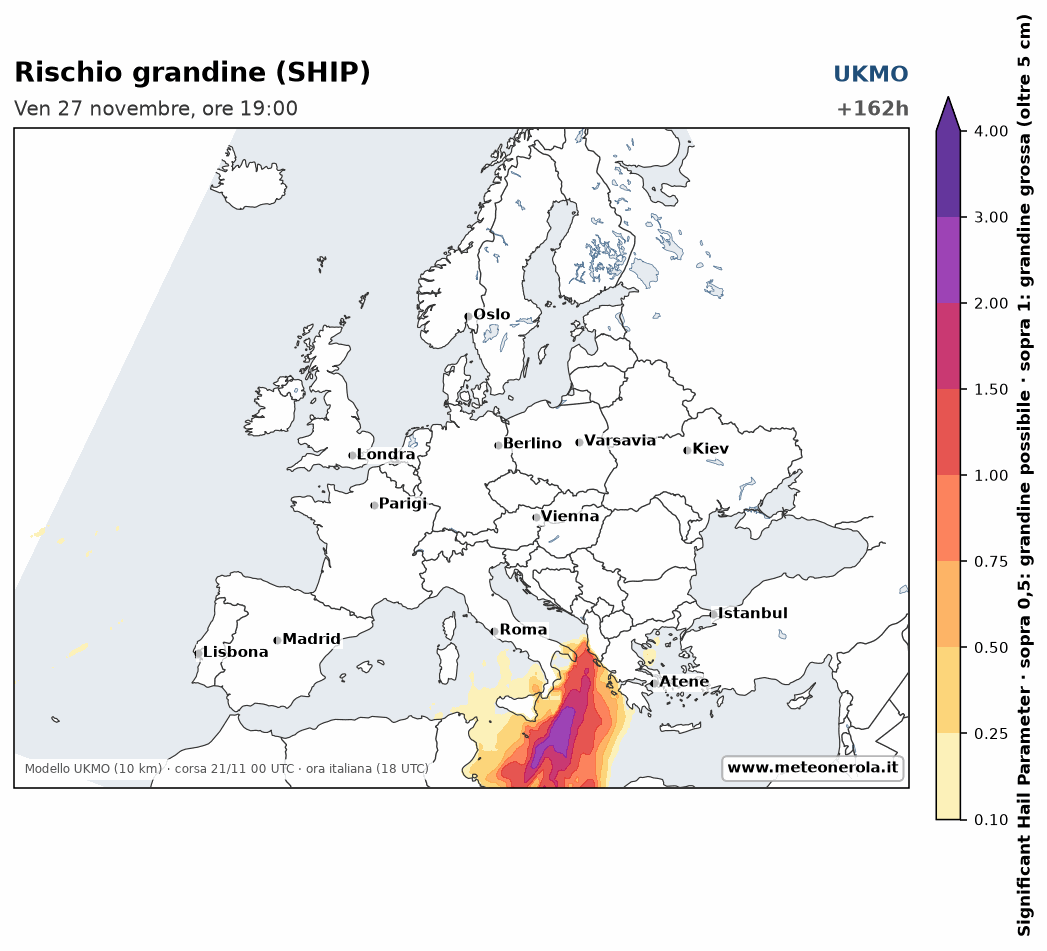 Rischio grandine (SHIP)
UKMO
Ven 27 novembre, ore 19:00
+162h
Oslo
Londra
Berlino
Varsavia
Kiev
Parigi
Vienna
Istanbul
Roma
Madrid
Lisbona
Atene
Modello UKMO (10 km) · corsa 21/11 00 UTC · ora italiana (18 UTC)
www.meteonerola.it
4.00
3.00
2.00
1.50
1.00
0.75
0.50
0.25
0.10
Significant Hail Parameter · sopra 0,5: grandine possibile · sopra 1: grandine grossa (oltre 5 cm)